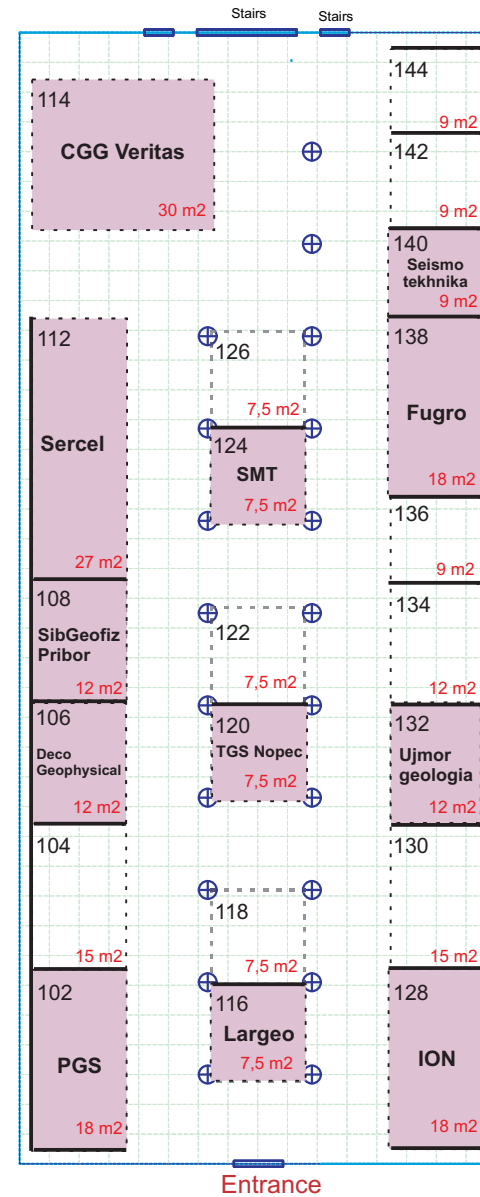 Stairs
Stairs
114
CGG Veritas
30 m2
144
9 m2
142
9 m2
140
Seismo
tekhnika
9 m2
112
Sercel
27 m2
126
7,5 m2
124
SMT
7,5 m2
138
Fugro
18 m2
136
9 m2
108
SibGeofiz
Pribor
12 m2
122
7,5 m2
134
12 m2
106
Deco
Geophysical
12 m2
120
TGS Nopec
7,5 m2
132
Ujmor
geologia
12 m2
104
15 m2
118
7,5 m2
130
15 m2
102
PGS
18 m2
116
Largeo
7,5 m2
128
ION
18 m2
Entrance